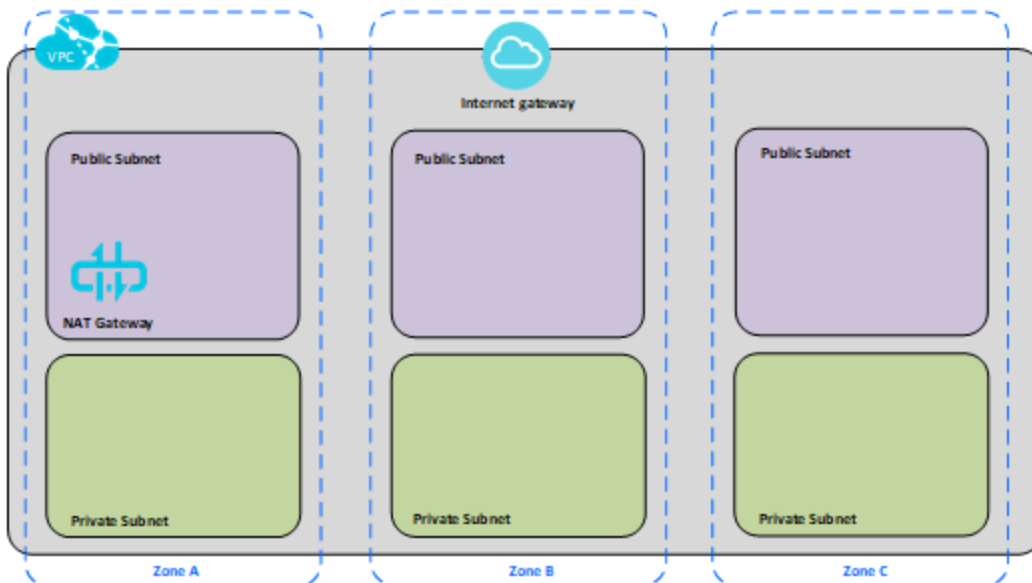 VPC
Internet gateway
Public Subnet
Public Subnet
Public Subnet
NAT Gateway
Private Subnet
Private Subnet
Private Subnet
Zone A
Zone B
Zone C